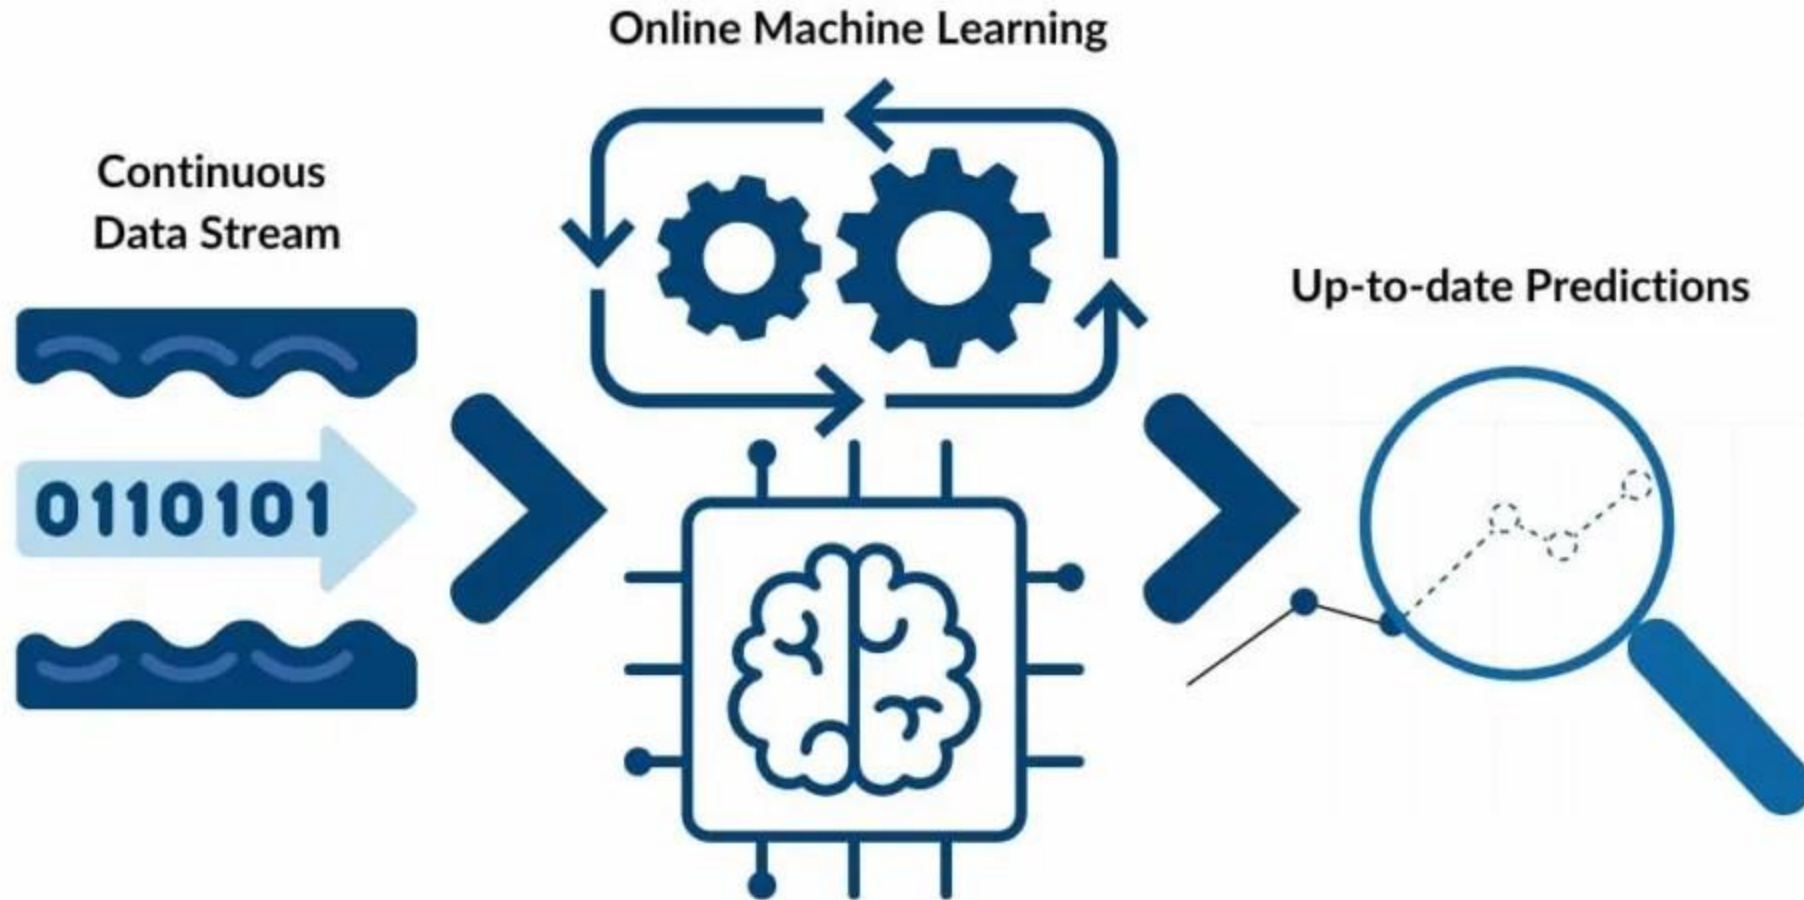 Online Machine Learning
Continuous
Data Stream
0110101
Up-to-date Predictions